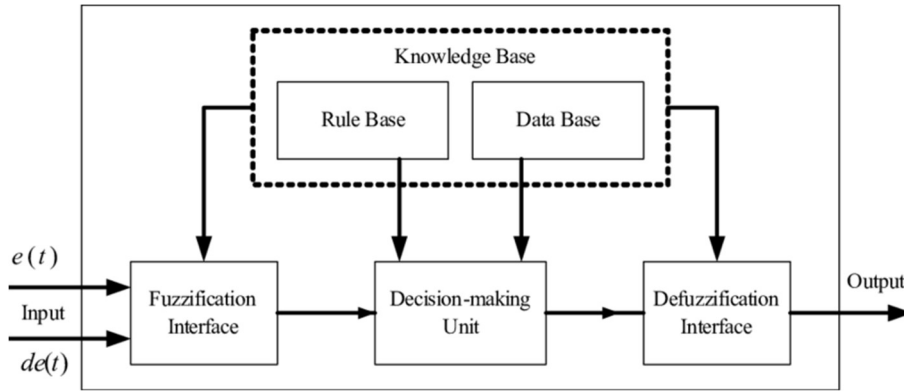 Knowledge Base
Rule Base
Data Base
e(t)
Input
de(t)
Fuzzification
Interface
Decision-making
Unit
Defuzzification
Interface
Output